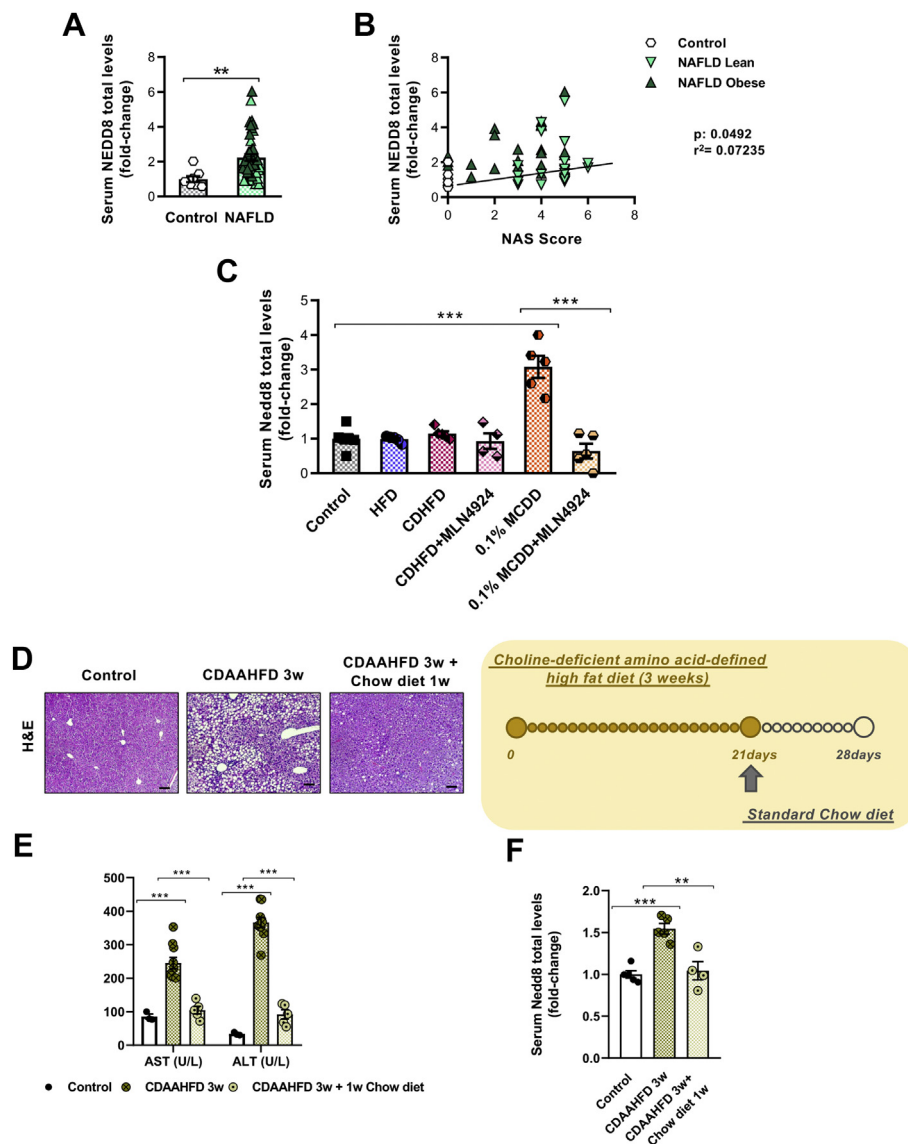 A
Serum NEDD8 total levels
(fold-change)
8
6
4
2
0
**
Control NAFLD
B
Serum NEDD8 total levels
(fold-change)
8
6
4
2
0
0 2 4 6 8
NAS Score
Control
NAFLD Lean
NAFLD Obese
p: 0.0492
r²= 0.07235
C
Serum Nedd8 total levels
(fold-change)
5
4
3
2
1
0
***
***
Control
HFD
CDHFD
CDHFD+MLN4924
0.1% MCDD
0.1% MCDD+MLN4924
D
Control
CDAAHFD 3w
CDAAHFD 3w +
Chow diet 1w
H&E
Choline-deficient amino acid-defined
high fat diet (3 weeks)
0 21days 28days
Standard Chow diet
E
500
400
300
200
100
0
***
***
***
***
AST (U/L) ALT (U/L)
Control CDAAHFD 3w CDAAHFD 3w + 1w Chow diet
F
Serum Nedd8 total levels
(fold-change)
2.0
1.5
1.0
0.5
0.0
**
***
Control
CDAAHFD 3w
CDAAHFD 3w+
Chow diet 1w